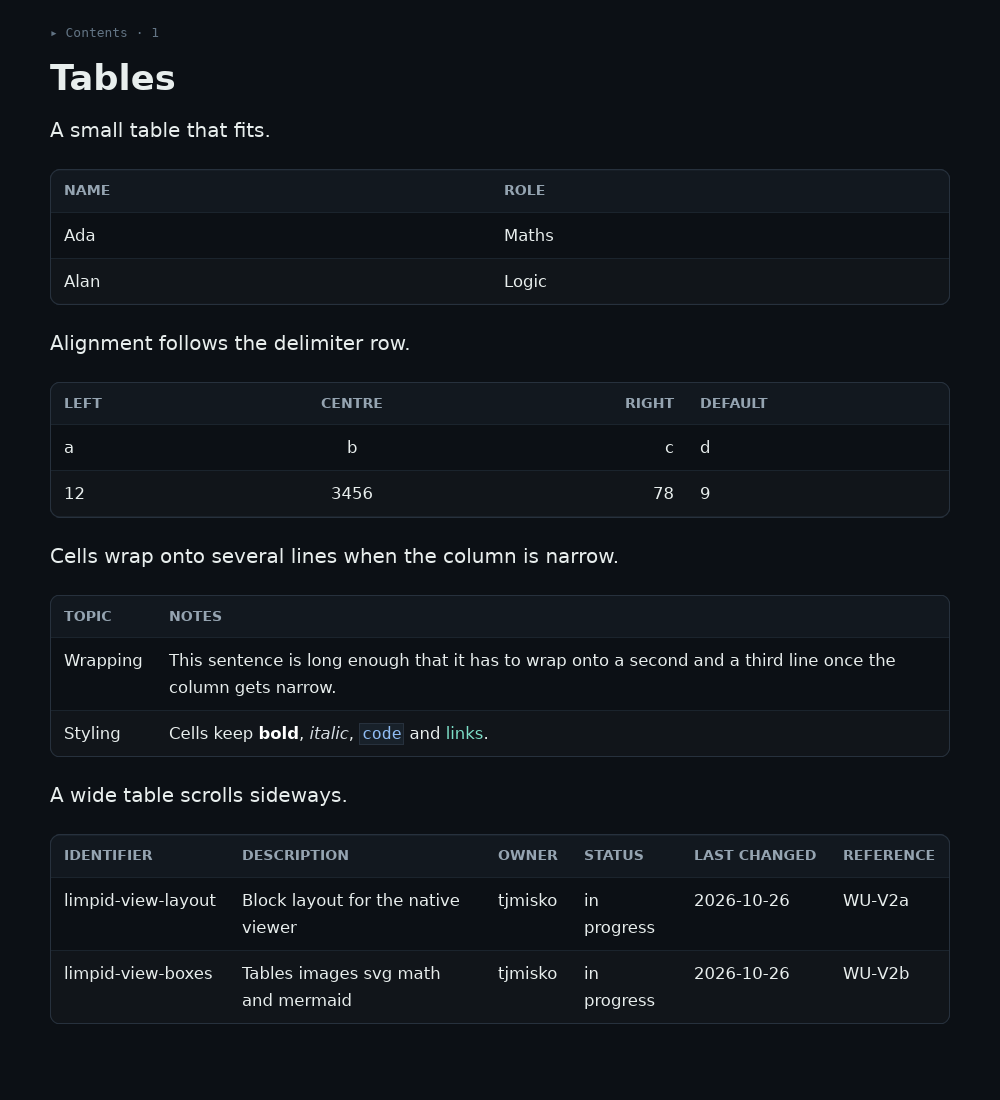 ▸ Contents · 1
Tables
A small table that fits.
NAME ROLE
Ada Maths
Alan Logic
Alignment follows the delimiter row.
LEFT CENTRE RIGHT DEFAULT
a b c d
12 3456 78 9
Cells wrap onto several lines when the column is narrow.
TOPIC NOTES
Wrapping This sentence is long enough that it has to wrap onto a second and a third line once the
column gets narrow.
Styling Cells keep bold, italic, code and links.
A wide table scrolls sideways.
IDENTIFIER DESCRIPTION OWNER STATUS LAST CHANGED REFERENCE
limpid-view-layout Block layout for the native tjmisko in 2026-10-26 WU-V2a
viewer progress
limpid-view-boxes Tables images svg math tjmisko in 2026-10-26 WU-V2b
and mermaid progress